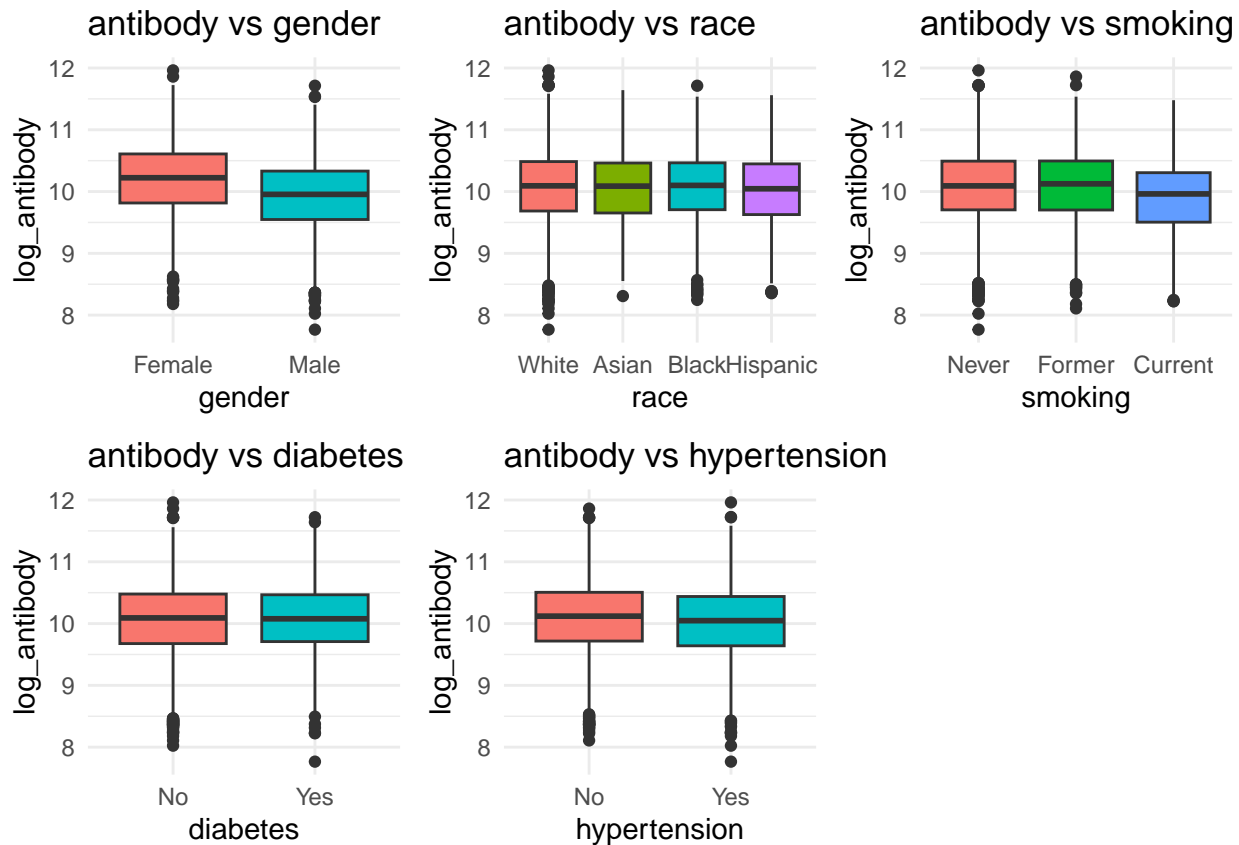 antibody vs gender
12
11
10
9
8
log_antibody
Female Male
gender
antibody vs race
12
11
10
9
8
log_antibody
White Asian Black Hispanic
race
antibody vs smoking
12
11
10
9
8
log_antibody
Never Former Current
smoking
antibody vs diabetes
12
11
10
9
8
log_antibody
No Yes
diabetes
antibody vs hypertension
12
11
10
9
8
log_antibody
No Yes
hypertension